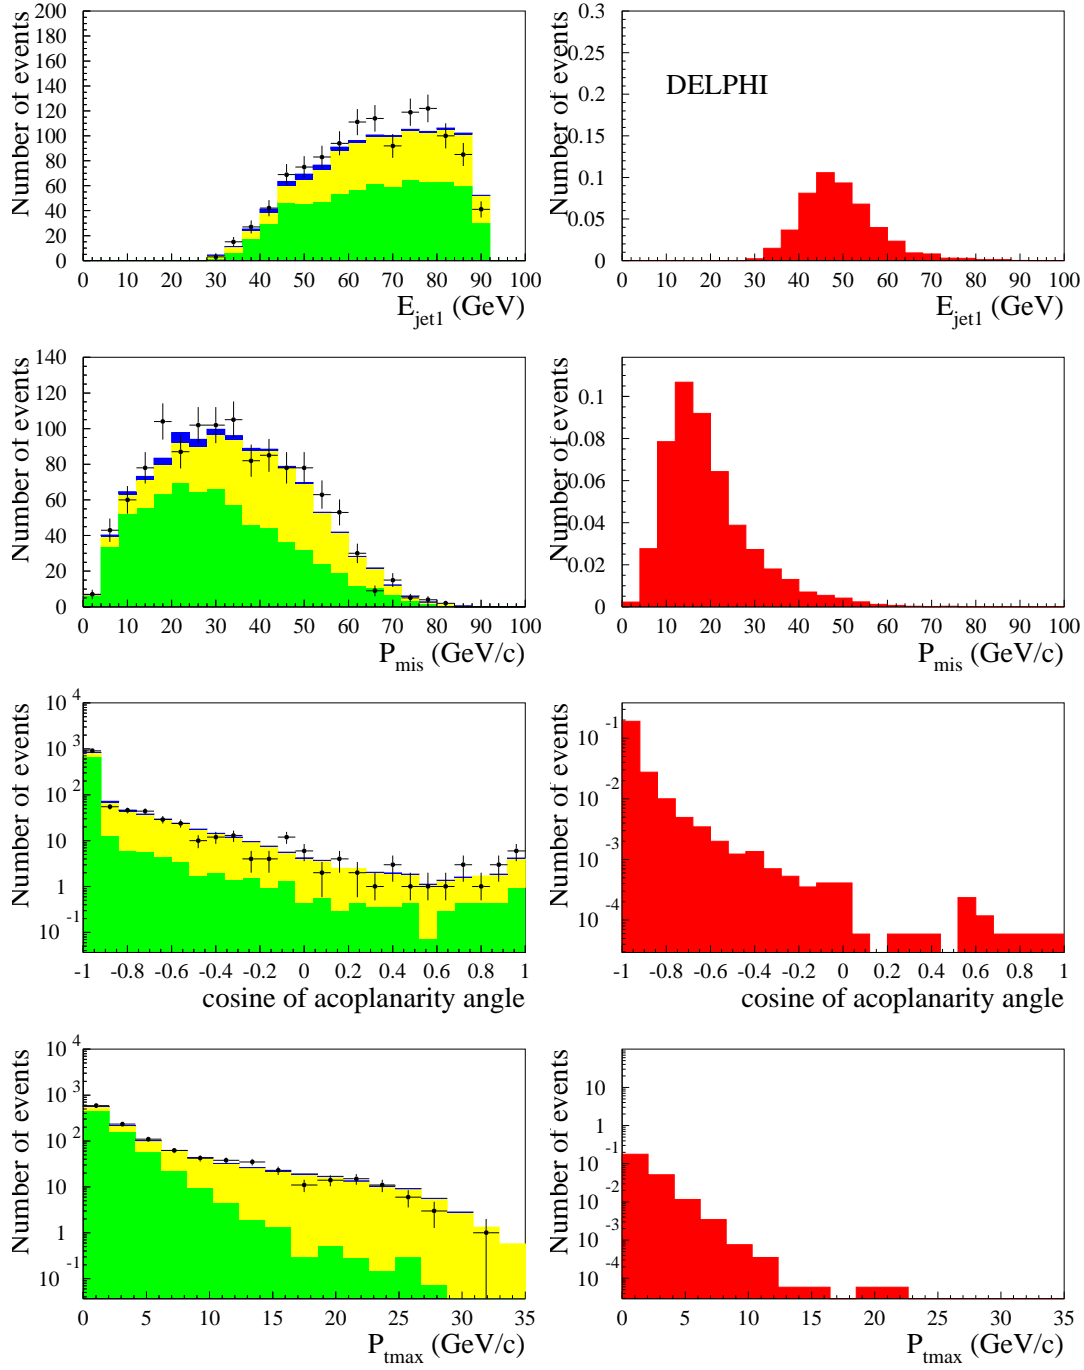 Number of events
200
180
160
140
120
100
80
60
40
20
0
0 10 20 30 40 50 60 70 80 90 100
E_jet1 (GeV)
Number of events
0.3
0.25
0.2
0.15
0.1
0.05
0
DELPHI
0 10 20 30 40 50 60 70 80 90 100
E_jet1 (GeV)
Number of events
140
120
100
80
60
40
20
0
0 10 20 30 40 50 60 70 80 90 100
P_mis (GeV/c)
Number of events
0.1
0.08
0.06
0.04
0.02
0
0 10 20 30 40 50 60 70 80 90 100
P_mis (GeV/c)
Number of events
10^4
10^3
10^2
10
1
10^-1
-1 -0.8 -0.6 -0.4 -0.2 0 0.2 0.4 0.6 0.8 1
cosine of acoplanarity angle
Number of events
10^-1
10^-2
10^-3
10^-4
-1 -0.8 -0.6 -0.4 -0.2 0 0.2 0.4 0.6 0.8 1
cosine of acoplanarity angle
Number of events
10^4
10^3
10^2
10
1
10^-1
0 5 10 15 20 25 30 35
P_tmax (GeV/c)
Number of events
10
1
10^-1
10^-2
10^-3
10^-4
0 5 10 15 20 25 30 35
P_tmax (GeV/c)